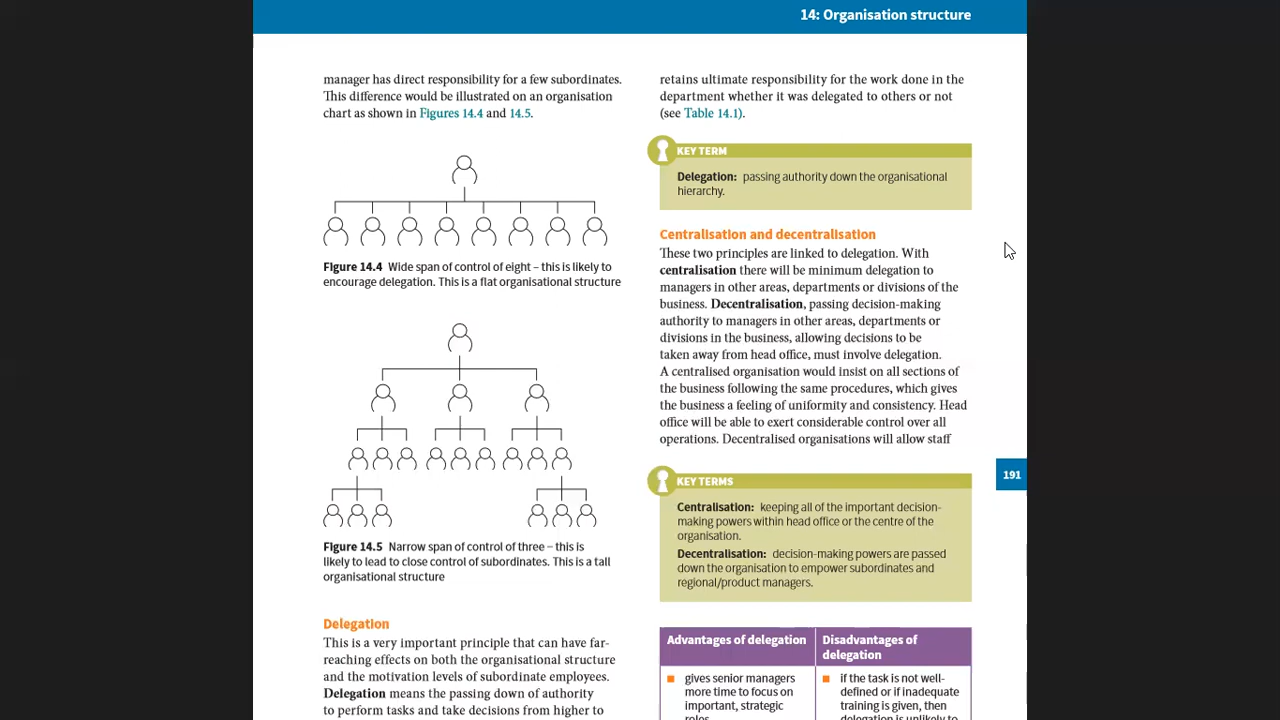 14: Organisation structure
manager has direct responsibility for a few subordinates.
This difference would be illustrated on an organisation
chart as shown in Figures 14.4 and 14.5.
Figure 14.4 Wide span of control of eight – this is likely to
encourage delegation. This is a flat organisational structure
Figure 14.5 Narrow span of control of three – this is
likely to lead to close control of subordinates. This is a tall
organisational structure
Delegation
This is a very important principle that can have far-
reaching effects on both the organisational structure
and the motivation levels of subordinate employees.
Delegation means the passing down of authority
to perform tasks and take decisions from higher to
retains ultimate responsibility for the work done in the
department whether it was delegated to others or not
(see Table 14.1).
KEY TERM
Delegation: passing authority down the organisational
hierarchy.
Centralisation and decentralisation
These two principles are linked to delegation. With
centralisation there will be minimum delegation to
managers in other areas, departments or divisions of the
business. Decentralisation, passing decision-making
authority to managers in other areas, departments or
divisions in the business, allowing decisions to be
taken away from head office, must involve delegation.
A centralised organisation would insist on all sections of
the business following the same procedures, which gives
the business a feeling of uniformity and consistency. Head
office will be able to exert considerable control over all
operations. Decentralised organisations will allow staff
191
KEY TERMS
Centralisation: keeping all of the important decision-
making powers within head office or the centre of the
organisation.
Decentralisation: decision-making powers are passed
down the organisation to empower subordinates and
regional/product managers.
Advantages of delegation
Disadvantages of
delegation
gives senior managers
more time to focus on
important, strategic
roles
if the task is not well-
defined or if inadequate
training is given, then
delegation is unlikely to